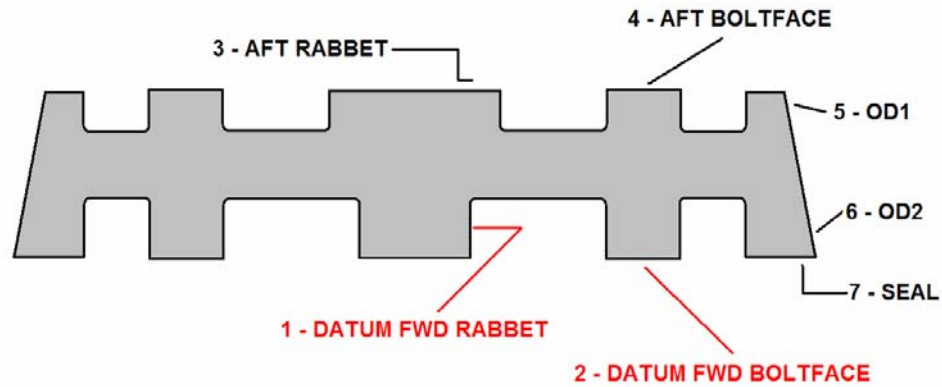 4 - AFT BOLTFACE
3 - AFT RABBET
5 - OD1
6 - OD2
7 - SEAL
1 - DATUM FWD RABBET
2 - DATUM FWD BOLTFACE